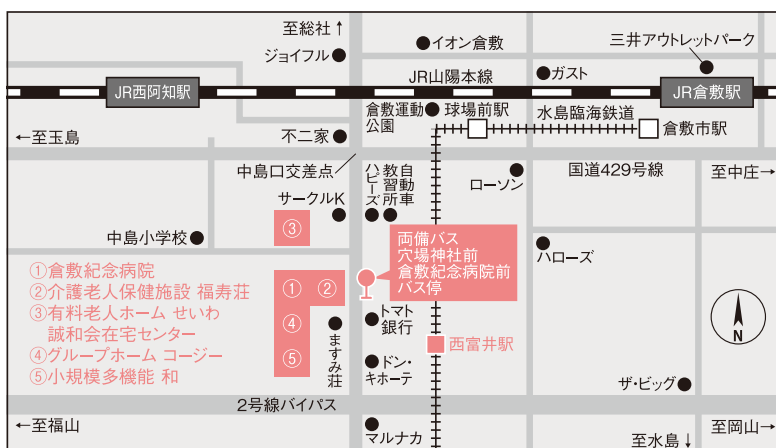 至総社↑
ジョイフル
イオン倉敷
三井アウトレットパーク
JR山陽本線
ガスト
JR西阿知駅
JR倉敷駅
倉敷運動
公園
球場前駅
水島臨海鉄道
倉敷市駅
←至玉島
不二家
中島口交差点
ハピーズ
自動車
教習所
ローソン
国道429号線
至中庄→
サークルK
③
中島小学校
両備バス
穴場神社前
倉敷紀念病院前
バス停
ハローズ
①倉敷紀念病院
②介護老人保健施設 福寿荘
③有料老人ホーム せいわ
誠和会在宅センター
④グループホーム コージー
⑤小規模多機能 和
①
②
④
⑤
ますみ荘
トマト
銀行
西富井駅
ドン・
キホーテ
N
ザ・ビッグ
2号線バイパス
←至福山
マルナカ
至水島↓
至岡山→